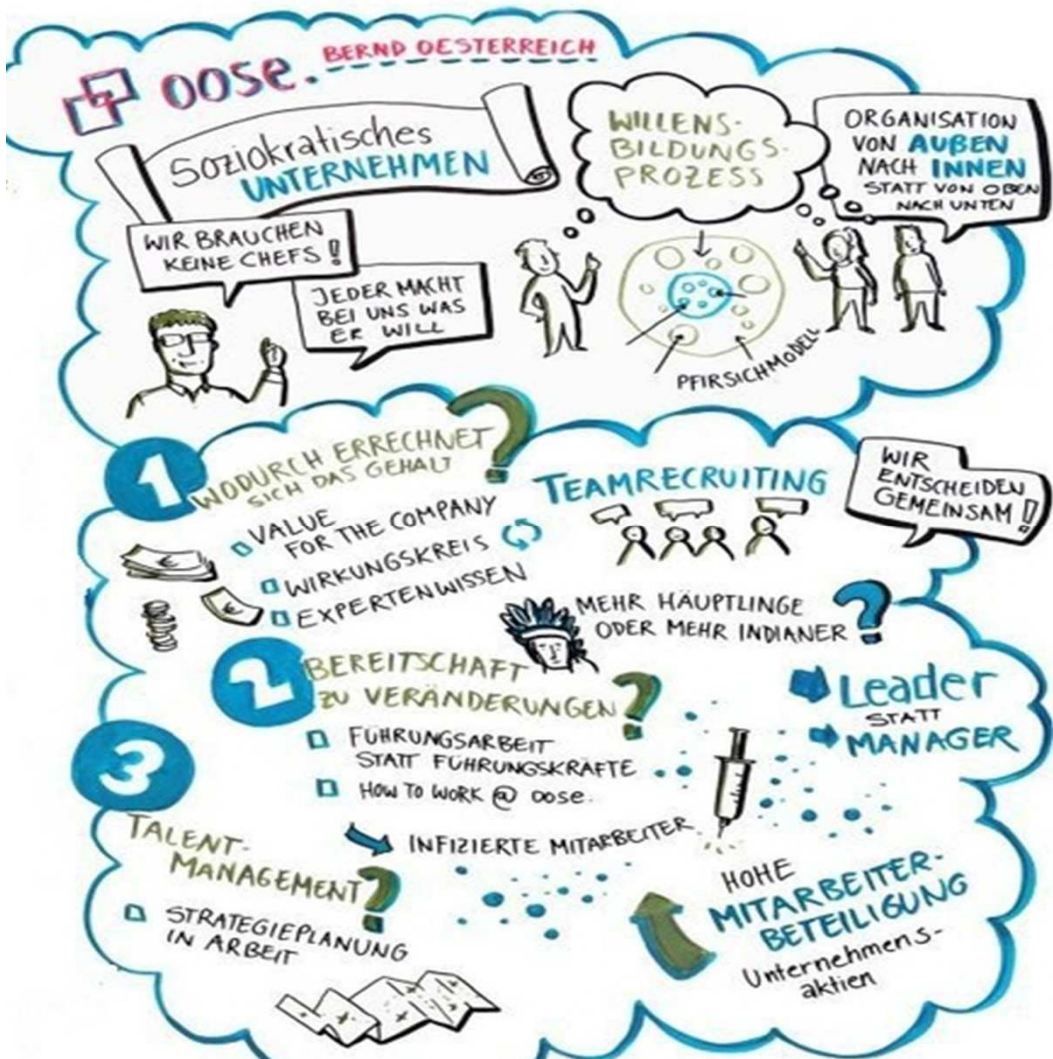 oose. BERND OESTERREICH
SOZIOKRATISCHES
UNTERNEHMEN
WILLENS-
BILDUNGS-
PROZESS
ORGANISATION
VON AUßEN
NACH INNEN
STATT VON OBEN
NACH UNTEN
WIR BRAUCHEN
KEINE CHEFS!
JEDER MACHT
BEI UNS WAS
ER WILL
PFIRSICHMODELL
1 WODURCH ERRECHNET
SICH DAS GEHALT?
VALUE
FOR THE COMPANY
WIRKUNGSKREIS
EXPERTENWISSEN
TEAMRECRUITING
WIR
ENTSCHEIDEN
GEMEINSAM!
MEHR HÄUPTLINGE
ODER MEHR INDIANER?
2 BEREITSCHAFT
ZU VERÄNDERUNGEN?
FÜHRUNGSARBEIT
STATT FÜHRUNGSKRÄFTE
HOW TO WORK @ oose.
INFIZIERTE MITARBEITER
Leader
STATT
MANAGER
3
TALENT-
MANAGEMENT?
STRATEGIEPLANUNG
IN ARBEIT
HOHE
MITARBEITER-
BETEILIGUNG
Unternehmens-
aktien